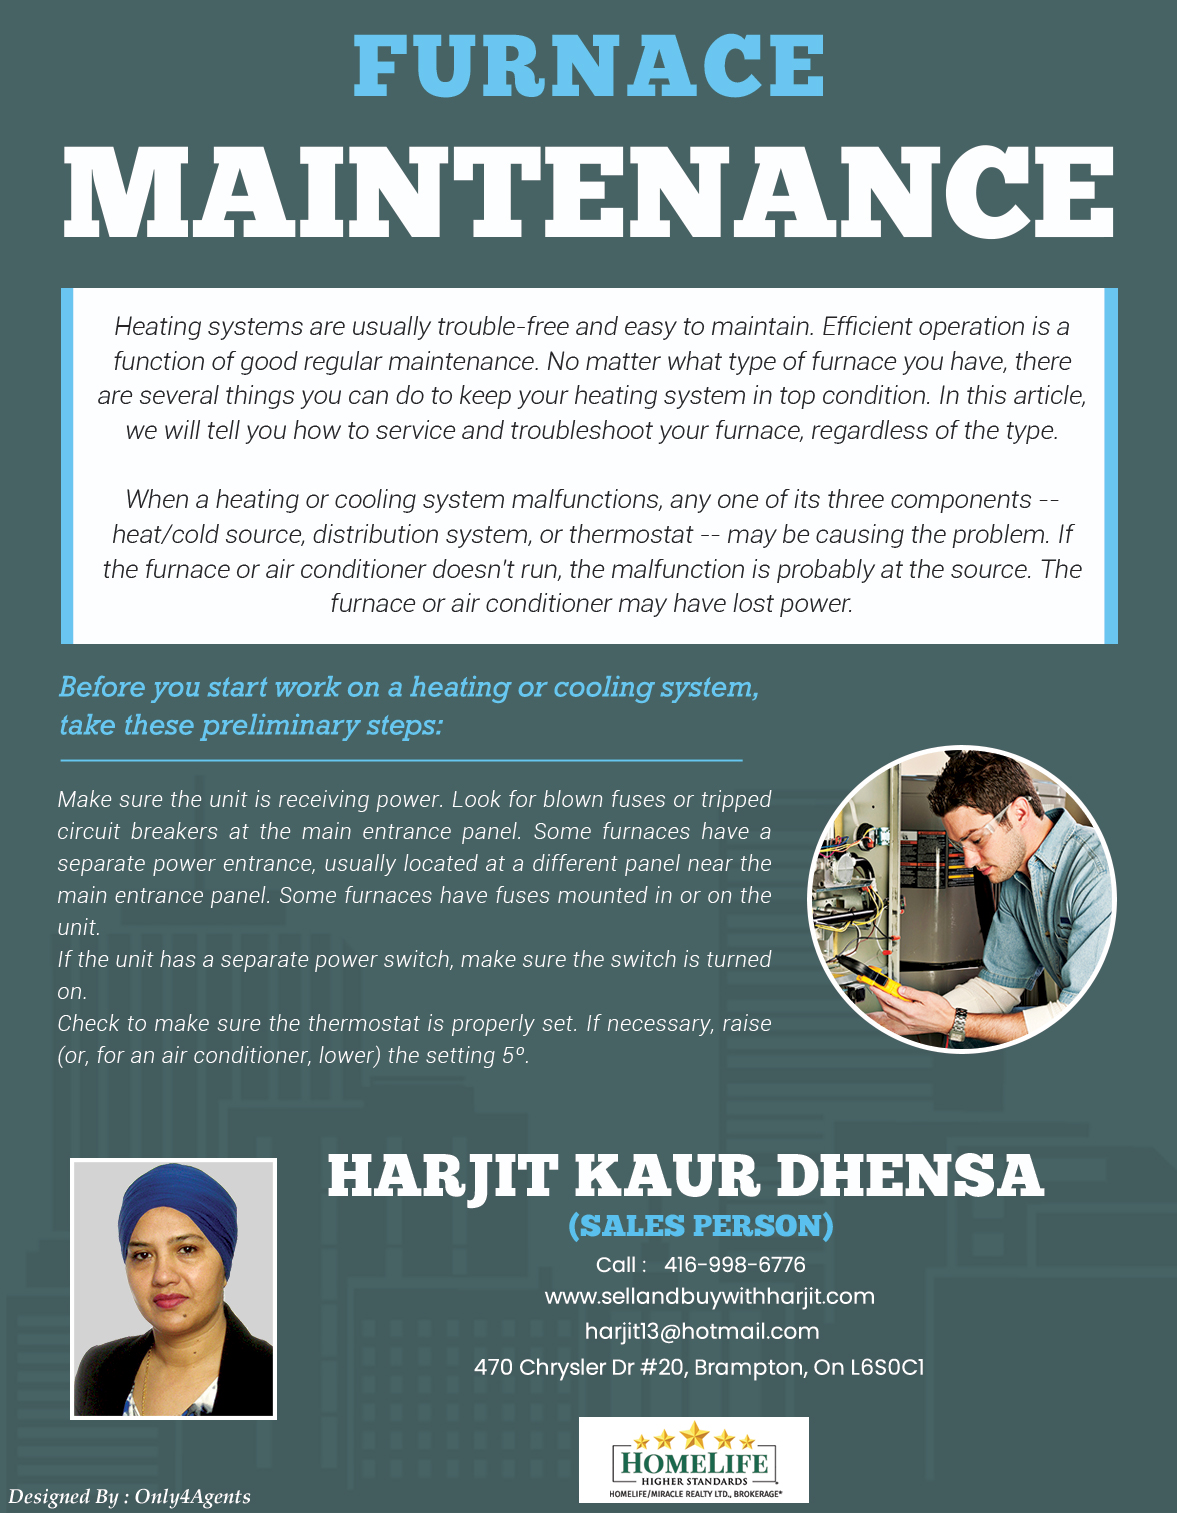 FURNACE
MAINTENANCE
Heating systems are usually trouble-free and easy to maintain. Efficient operation is a
function of good regular maintenance. No matter what type of furnace you have, there
are several things you can do to keep your heating system in top condition. In this article,
we will tell you how to service and troubleshoot your furnace, regardless of the type.
When a heating or cooling system malfunctions, any one of its three components --
heat/cold source, distribution system, or thermostat -- may be causing the problem. If
the furnace or air conditioner doesn't run, the malfunction is probably at the source. The
furnace or air conditioner may have lost power.
Before you start work on a heating or cooling system,
take these preliminary steps:
Make sure the unit is receiving power. Look for blown fuses or tripped
circuit breakers at the main entrance panel. Some furnaces have a
separate power entrance, usually located at a different panel near the
main entrance panel. Some furnaces have fuses mounted in or on the
unit.
If the unit has a separate power switch, make sure the switch is turned
on.
Check to make sure the thermostat is properly set. If necessary, raise
(or, for an air conditioner, lower) the setting 5º.
HARJIT KAUR DHENSA
(SALES PERSON)
Call : 416-998-6776
www.sellandbuywithharjit.com
harjit13@hotmail.com
470 Chrysler Dr #20, Brampton, On L6S0C1
HOMELIFE
HIGHER STANDARDS
HOMELIFE/MIRACLE REALTY LTD., BROKERAGE*
Designed By : Only4Agents